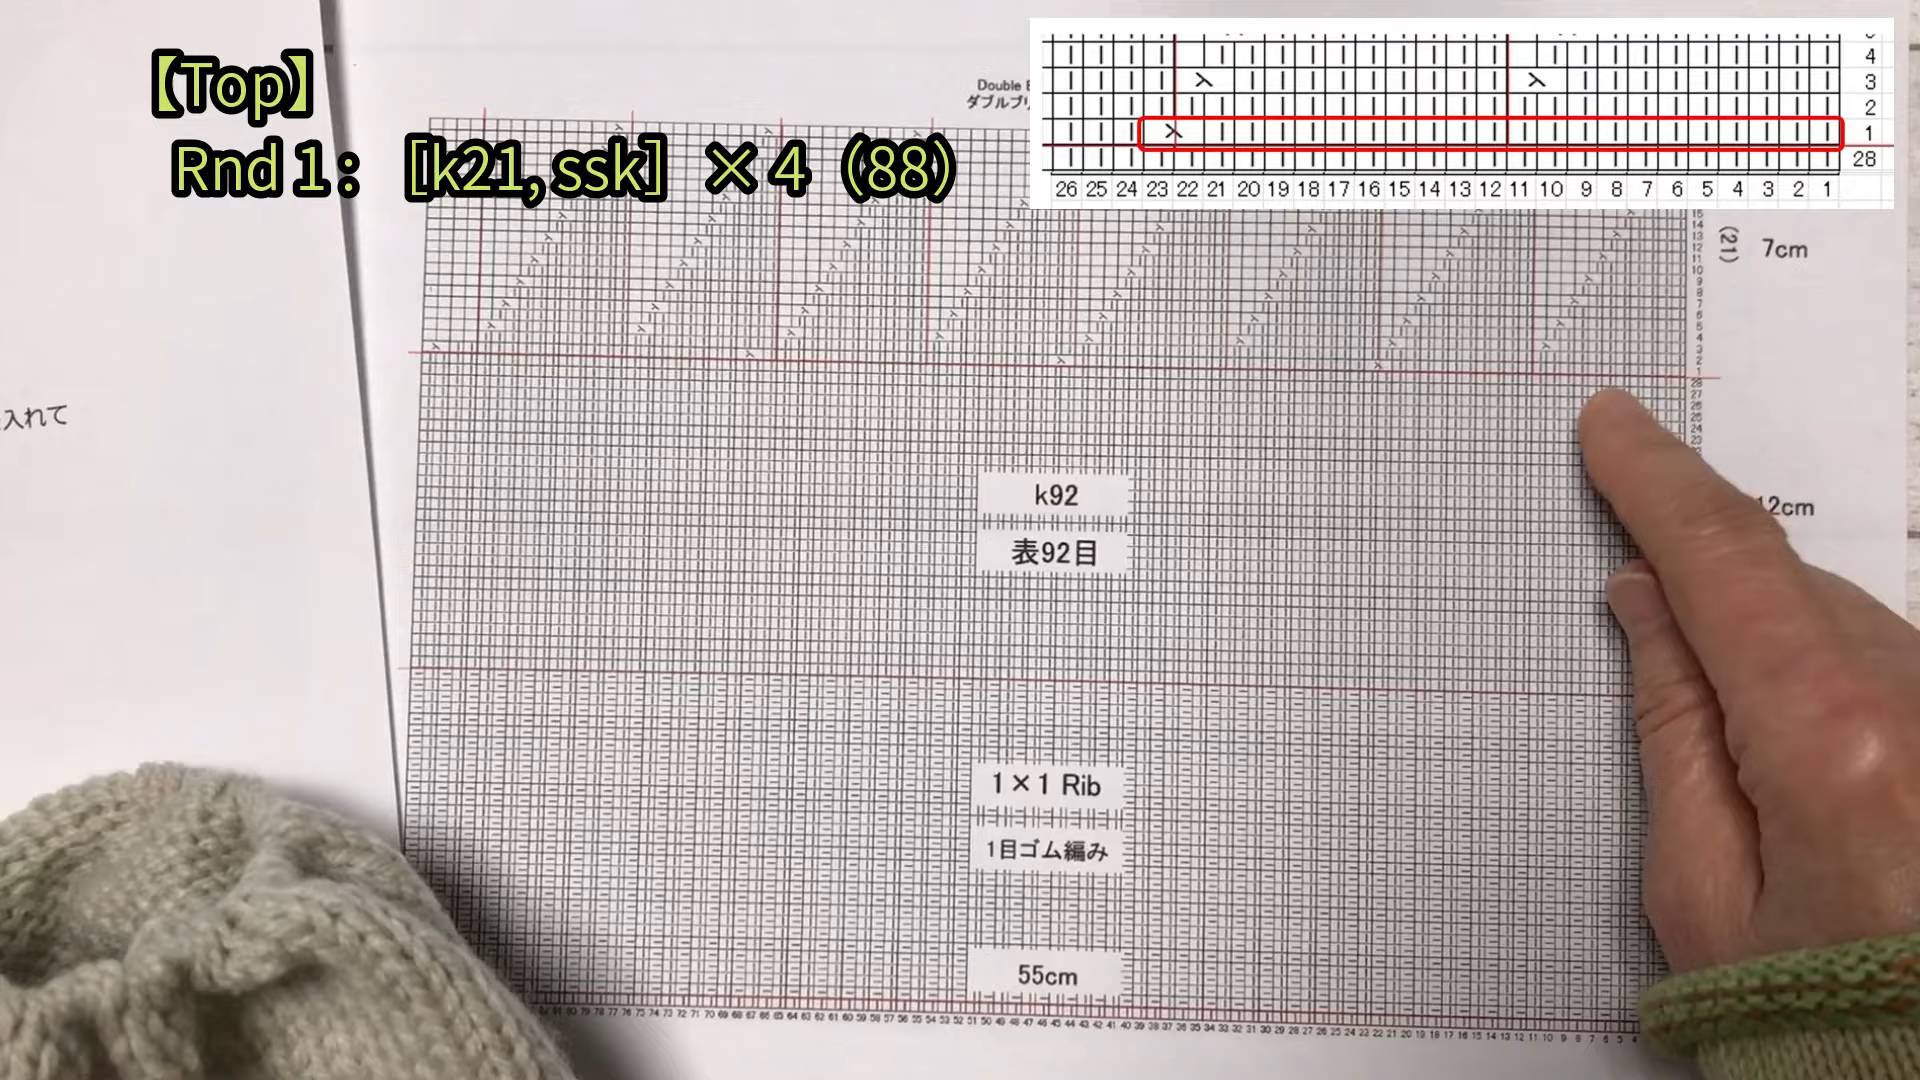 【Top】
Rnd 1：［k21, ssk］×4（88）
4
3
2
1
28
26 25 24 23 22 21 20 19 18 17 16 15 14 13 12 11 10 9 8 7 6 5 4 3 2 1
Double
ダブルブリ
(21) 7cm
入れて
k92
表92目
12cm
1×1 Rib
1目ゴム編み
55cm